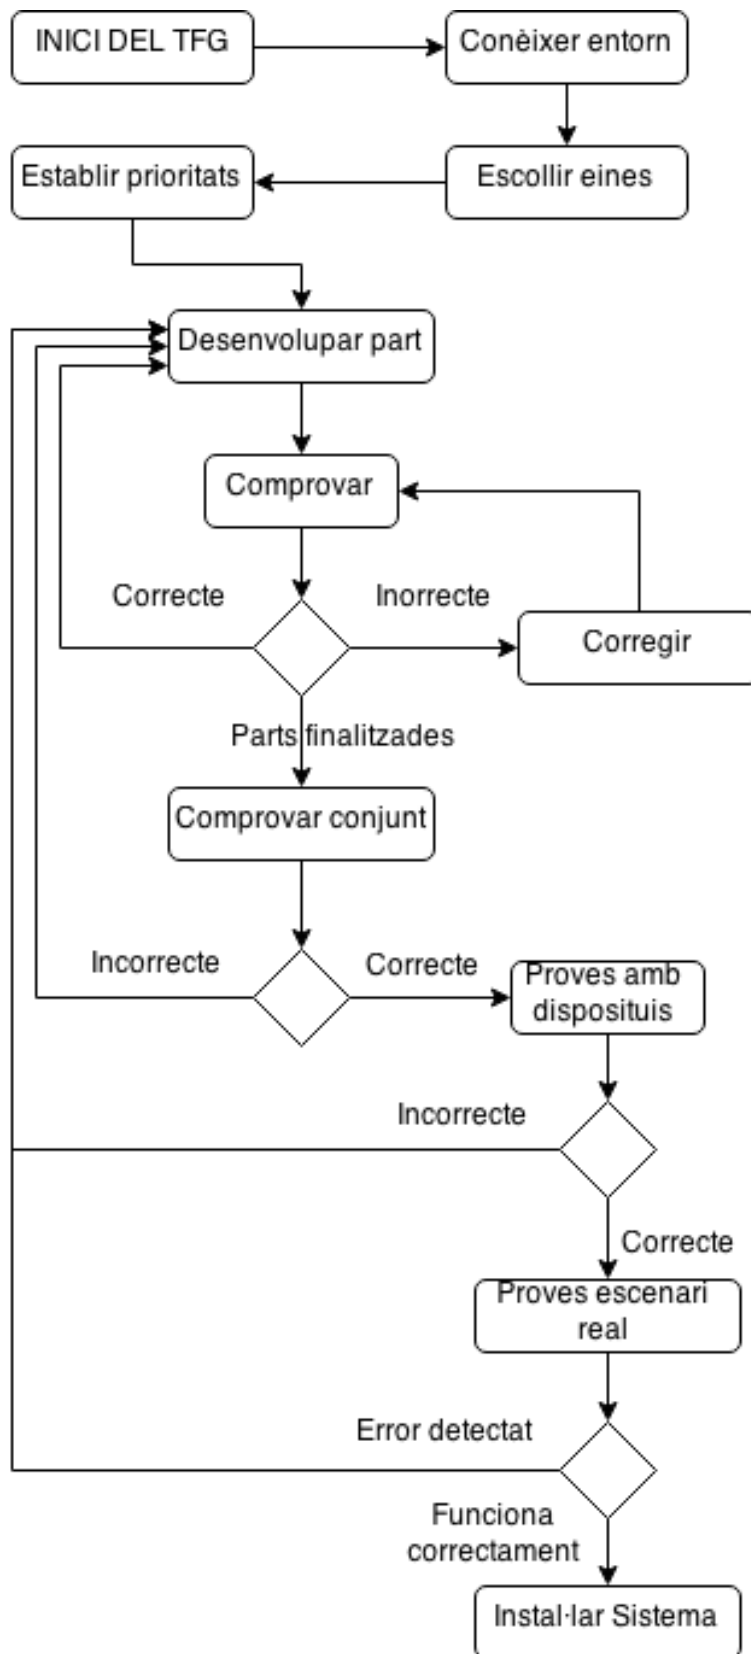 INICI DEL TFG
Conèixer entorn
Establir prioritats
Escollir eines
Desenvolupar part
Comprovar
Correcte
Inorrecte
Corregir
Parts finalitzades
Comprovar conjunt
Incorrecte
Correcte
Proves amb
disposituis
Incorrecte
Correcte
Proves escenari
real
Error detectat
Funciona
correctament
Instal·lar Sistema